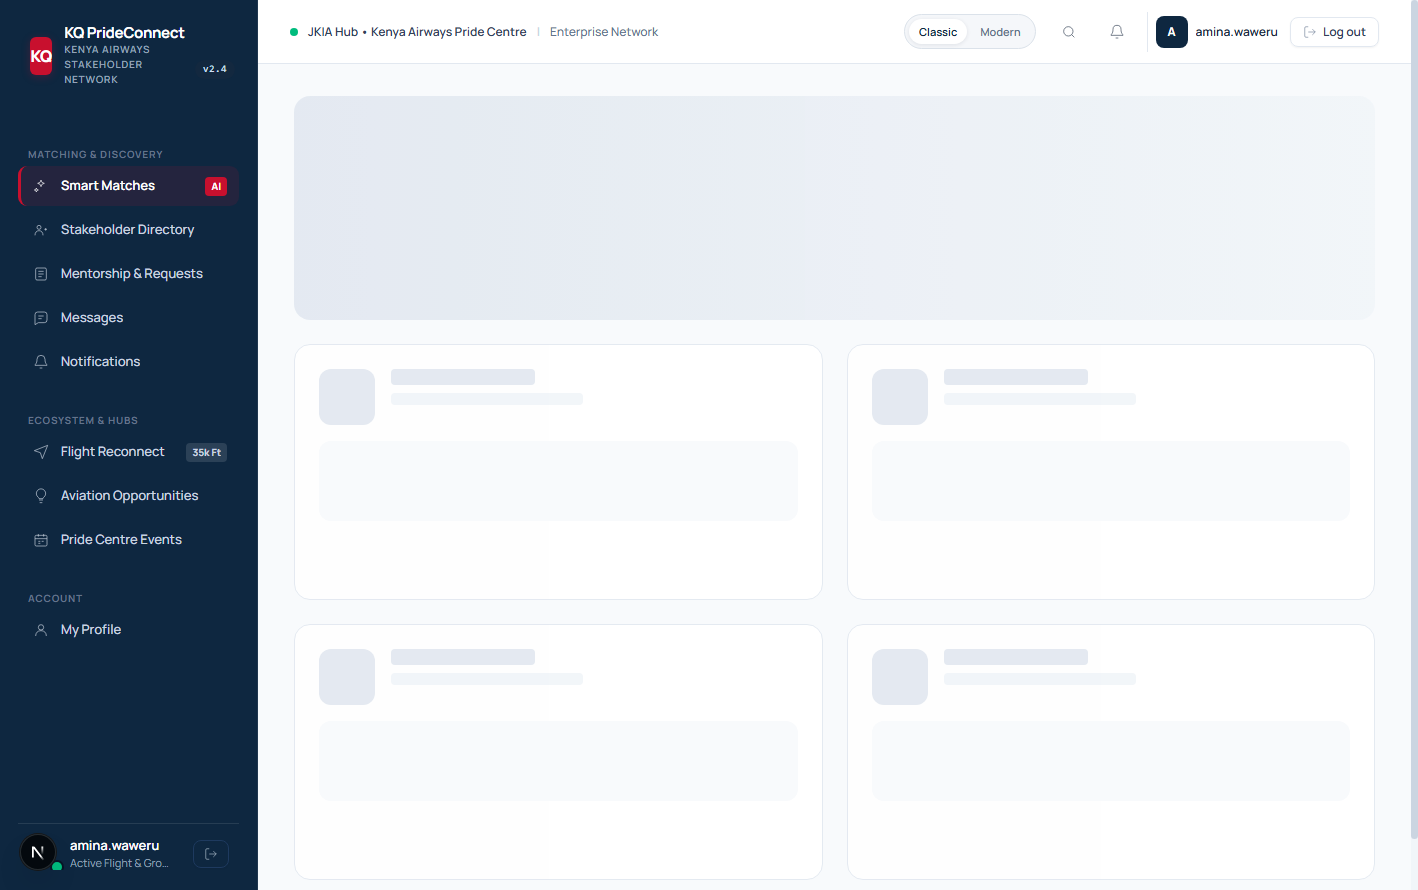 KQ
KQ PrideConnect
KENYA AIRWAYS
STAKEHOLDER
NETWORK
v2.4
MATCHING & DISCOVERY
Smart Matches
AI
Stakeholder Directory
Mentorship & Requests
Messages
Notifications
ECOSYSTEM & HUBS
Flight Reconnect
35k Ft
Aviation Opportunities
Pride Centre Events
ACCOUNT
My Profile
N
amina.waweru
Active Flight & Gro...
JKIA Hub • Kenya Airways Pride Centre | Enterprise Network
Classic
Modern
A
amina.waweru
Log out